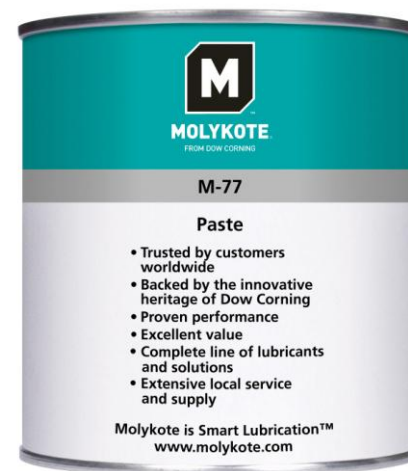 M
MOLYKOTE
FROM DOW CORNING
M-77
Paste
• Trusted by customers
worldwide
• Backed by the innovative
heritage of Dow Corning
• Proven performance
• Excellent value
• Complete line of lubricants
and solutions
• Extensive local service
and supply
Molykote is Smart Lubrication™
www.molykote.com